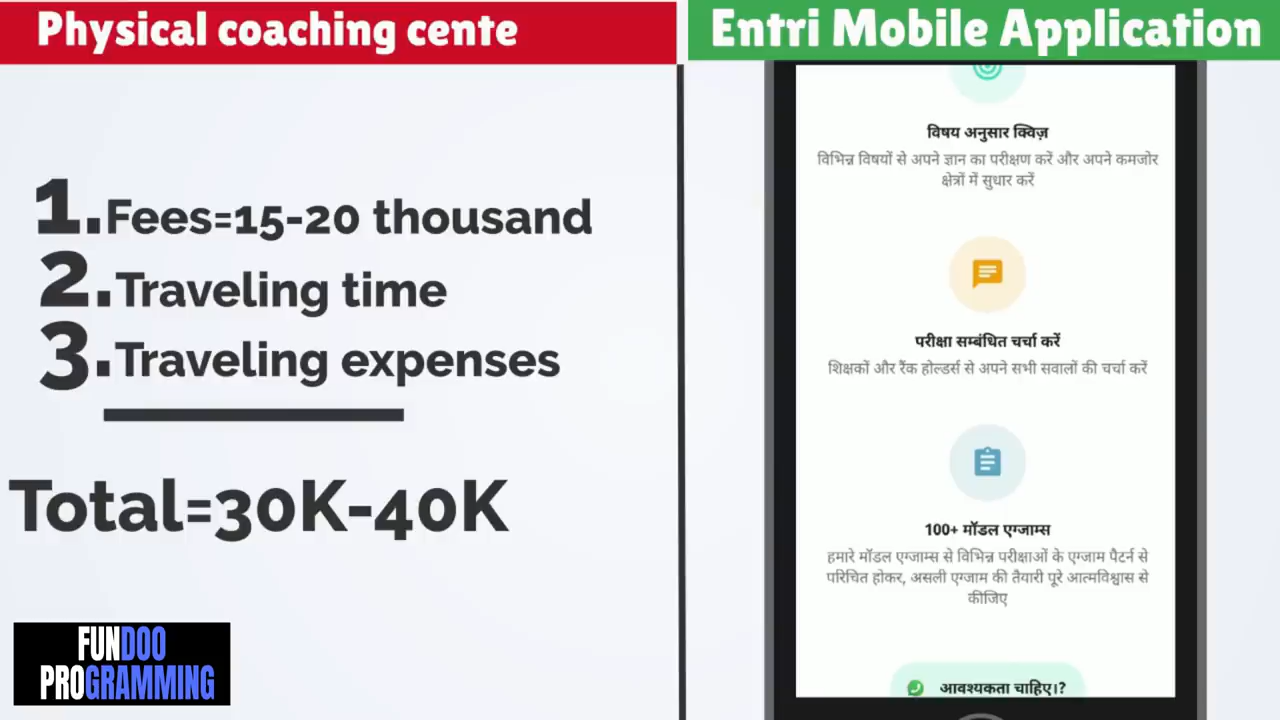 Physical coaching cente
1.Fees=15-20 thousand
2.Traveling time
3.Traveling expenses
Total=30K-40K
FUNDOO
PROGRAMMING
Entri Mobile Application
विषय अनुसार क्विज़
विभिन्न विषयों से अपने ज्ञान का परीक्षण करें और अपने कमजोर
क्षेत्रों में सुधार करें
परीक्षा सम्बंधित चर्चा करें
शिक्षकों और रैंक होल्डर्स से अपने सभी सवालों की चर्चा करें
100+ मॉडल एग्जाम्स
हमारे मॉडल एग्जाम्स से विभिन्न परीक्षाओं के एग्जाम पैटर्न से
परिचित होकर, असली एग्जाम की तैयारी पूरे आत्मविश्वास से
कीजिए
आवश्यकता चाहिए।?